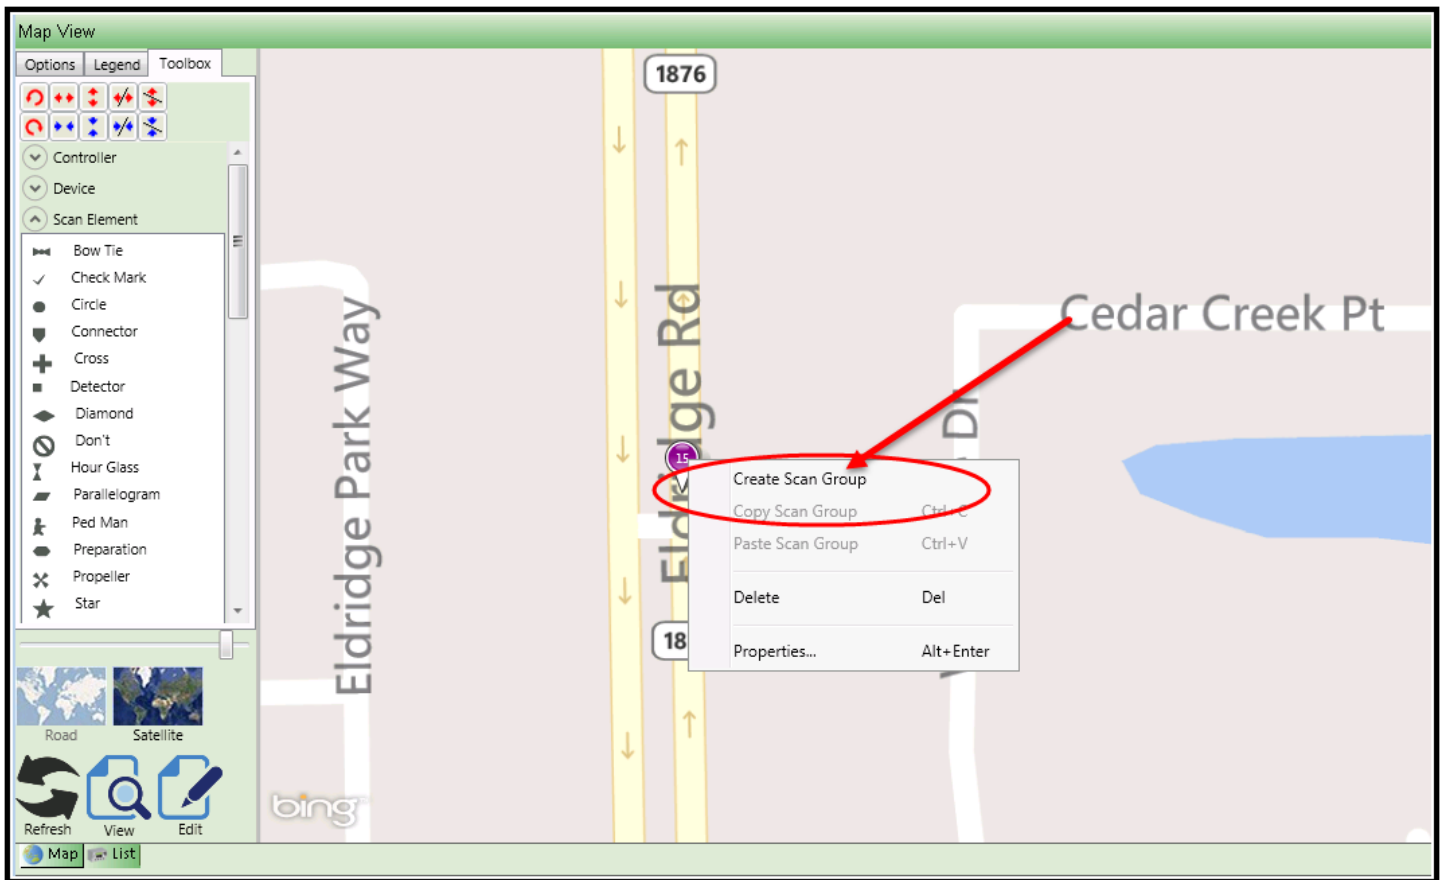 Map View
Options Legend Toolbox
Controller
Device
Scan Element
Bow Tie
Check Mark
Circle
Connector
Cross
Detector
Diamond
Don't
Hour Glass
Parallelogram
Ped Man
Preparation
Propeller
Star
Road Satellite
Refresh View Edit
Map List
1876
Eldridge Park Way
Eldridge Rd
Cedar Creek Pt
Dr
15
Create Scan Group
Copy Scan Group Ctrl+C
Paste Scan Group Ctrl+V
Delete Del
Properties... Alt+Enter
18
bing